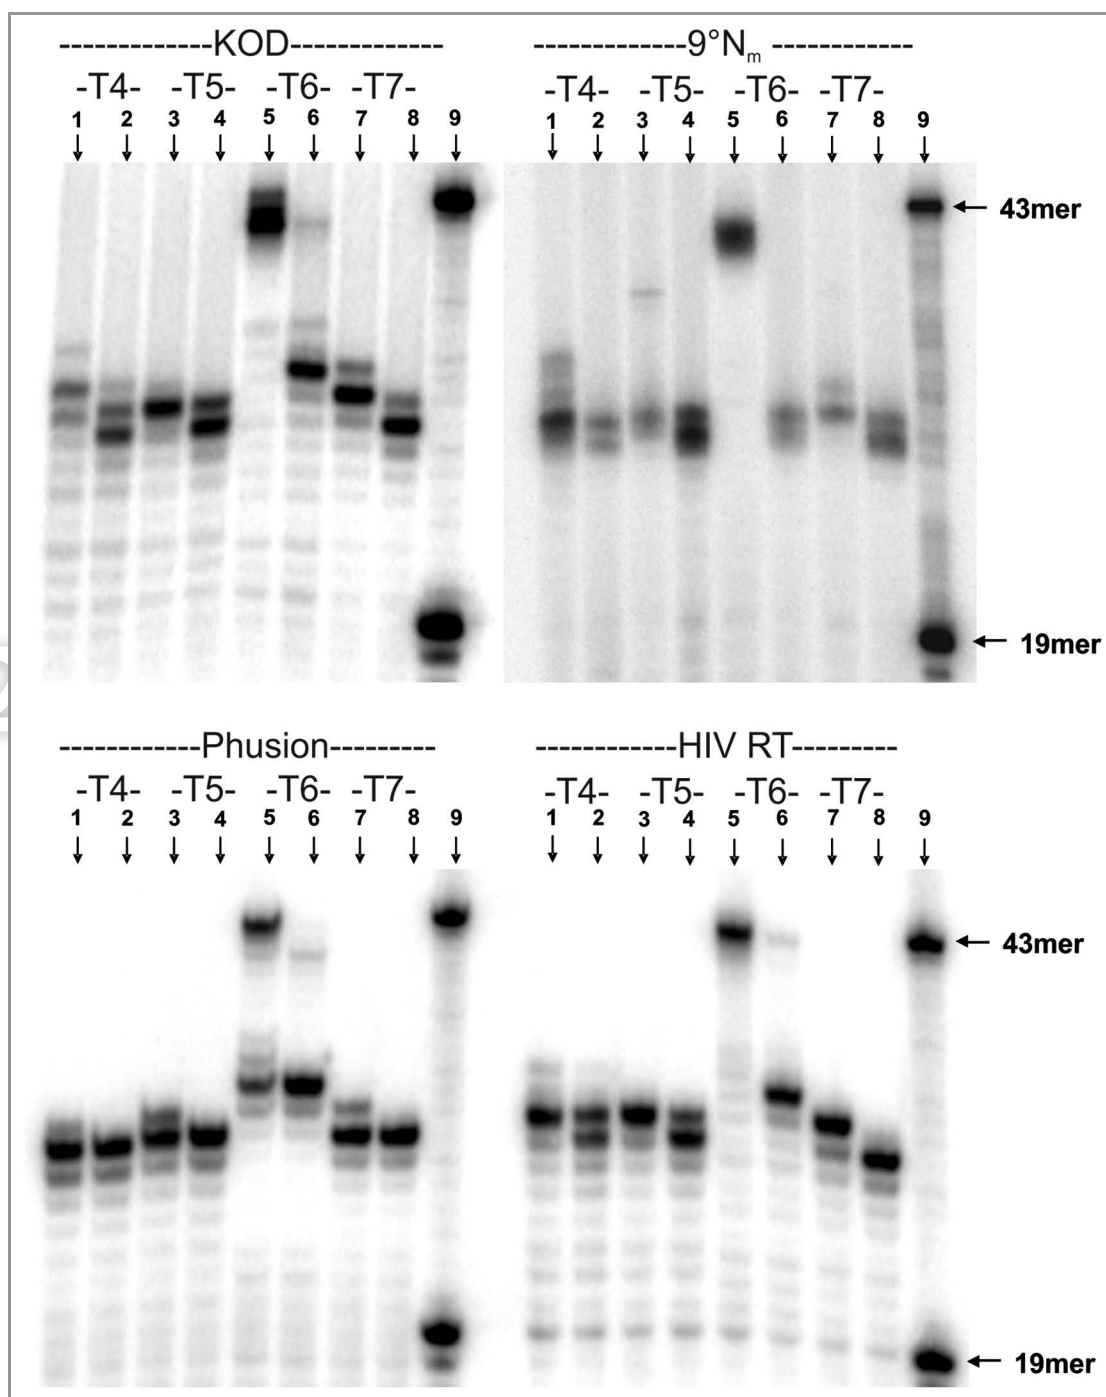 -------------KOD-------------
-T4- -T5- -T6- -T7-
1 2 3 4 5 6 7 8 9
-------------9°Nm ------------
-T4- -T5- -T6- -T7-
1 2 3 4 5 6 7 8 9
43mer
19mer
------------Phusion---------
-T4- -T5- -T6- -T7-
1 2 3 4 5 6 7 8 9
------------HIV RT---------
-T4- -T5- -T6- -T7-
1 2 3 4 5 6 7 8 9
43mer
19mer